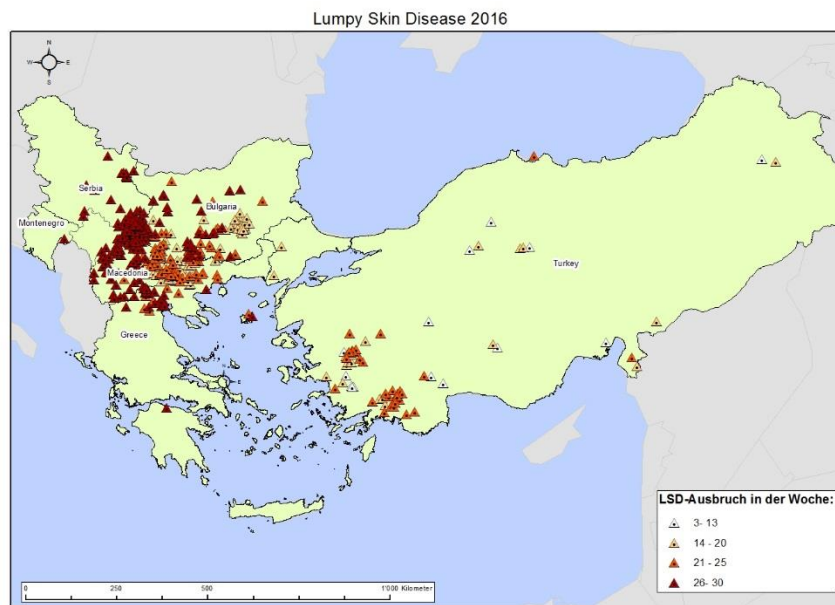 Lumpy Skin Disease 2016
N
W E
S
Serbia
Bulgaria
Montenegro
Macedonia
Turkey
Greece
LSD-Ausbruch in der Woche:
3- 13
14 - 20
21 - 25
26- 30
0 250 500 1'000 Kilometer